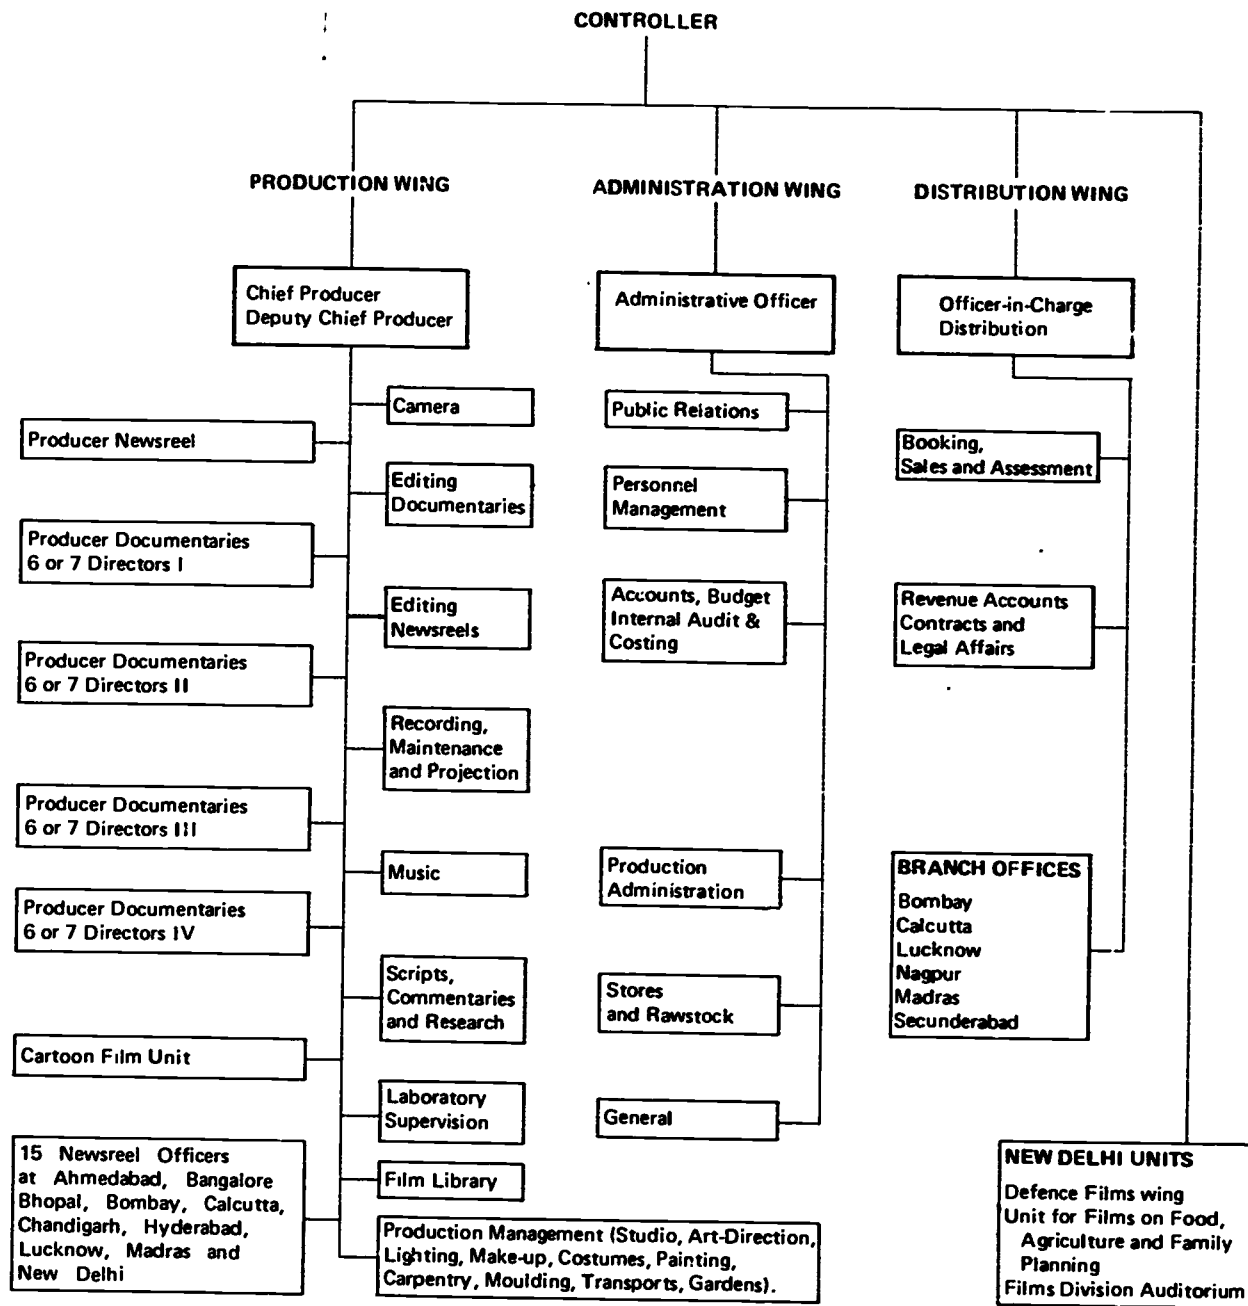 CONTROLLER
PRODUCTION WING
ADMINISTRATION WING
DISTRIBUTION WING
Chief Producer
Deputy Chief Producer
Administrative Officer
Officer-in-Charge
Distribution
Producer Newsreel
Producer Documentaries
6 or 7 Directors I
Producer Documentaries
6 or 7 Directors II
Producer Documentaries
6 or 7 Directors III
Producer Documentaries
6 or 7 Directors IV
Cartoon Film Unit
15 Newsreel Officers
at Ahmedabad, Bangalore
Bhopal, Bombay, Calcutta,
Chandigarh, Hyderabad,
Lucknow, Madras and
New Delhi
Camera
Editing
Documentaries
Editing
Newsreels
Recording,
Maintenance
and Projection
Music
Scripts,
Commentaries
and Research
Laboratory
Supervision
Film Library
Production Management (Studio, Art-Direction,
Lighting, Make-up, Costumes, Painting,
Carpentry, Moulding, Transports, Gardens).
Public Relations
Personnel
Management
Accounts, Budget
Internal Audit &
Costing
Production
Administration
Stores
and Rawstock
General
Booking,
Sales and Assessment
Revenue Accounts
Contracts and
Legal Affairs
BRANCH OFFICES
Bombay
Calcutta
Lucknow
Nagpur
Madras
Secunderabad
NEW DELHI UNITS
Defence Films wing
Unit for Films on Food,
Agriculture and Family
Planning
Films Division Auditorium